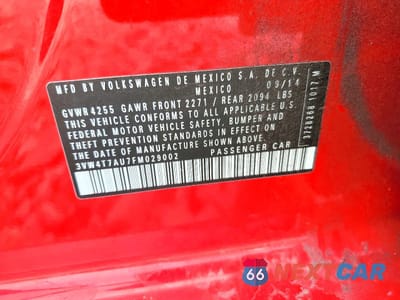 MFD BY VOLKSWAGEN DE MEXICO S.A. DE C.V.
MEXICO 09/14
GVWR 4255 GAWR FRONT 2271 / REAR 2094 LBS
THIS VEHICLE CONFORMS TO ALL APPLICABLE U.S.
FEDERAL MOTOR VEHICLE SAFETY, BUMPER, AND
THEFT PREVENTION STANDARDS IN EFFECT ON
THE DATE OF MANUFACTURE SHOWN ABOVE.
3VW4T7AU7FM029002 PASSENGER CAR
1017 M
66 NEXTCAR